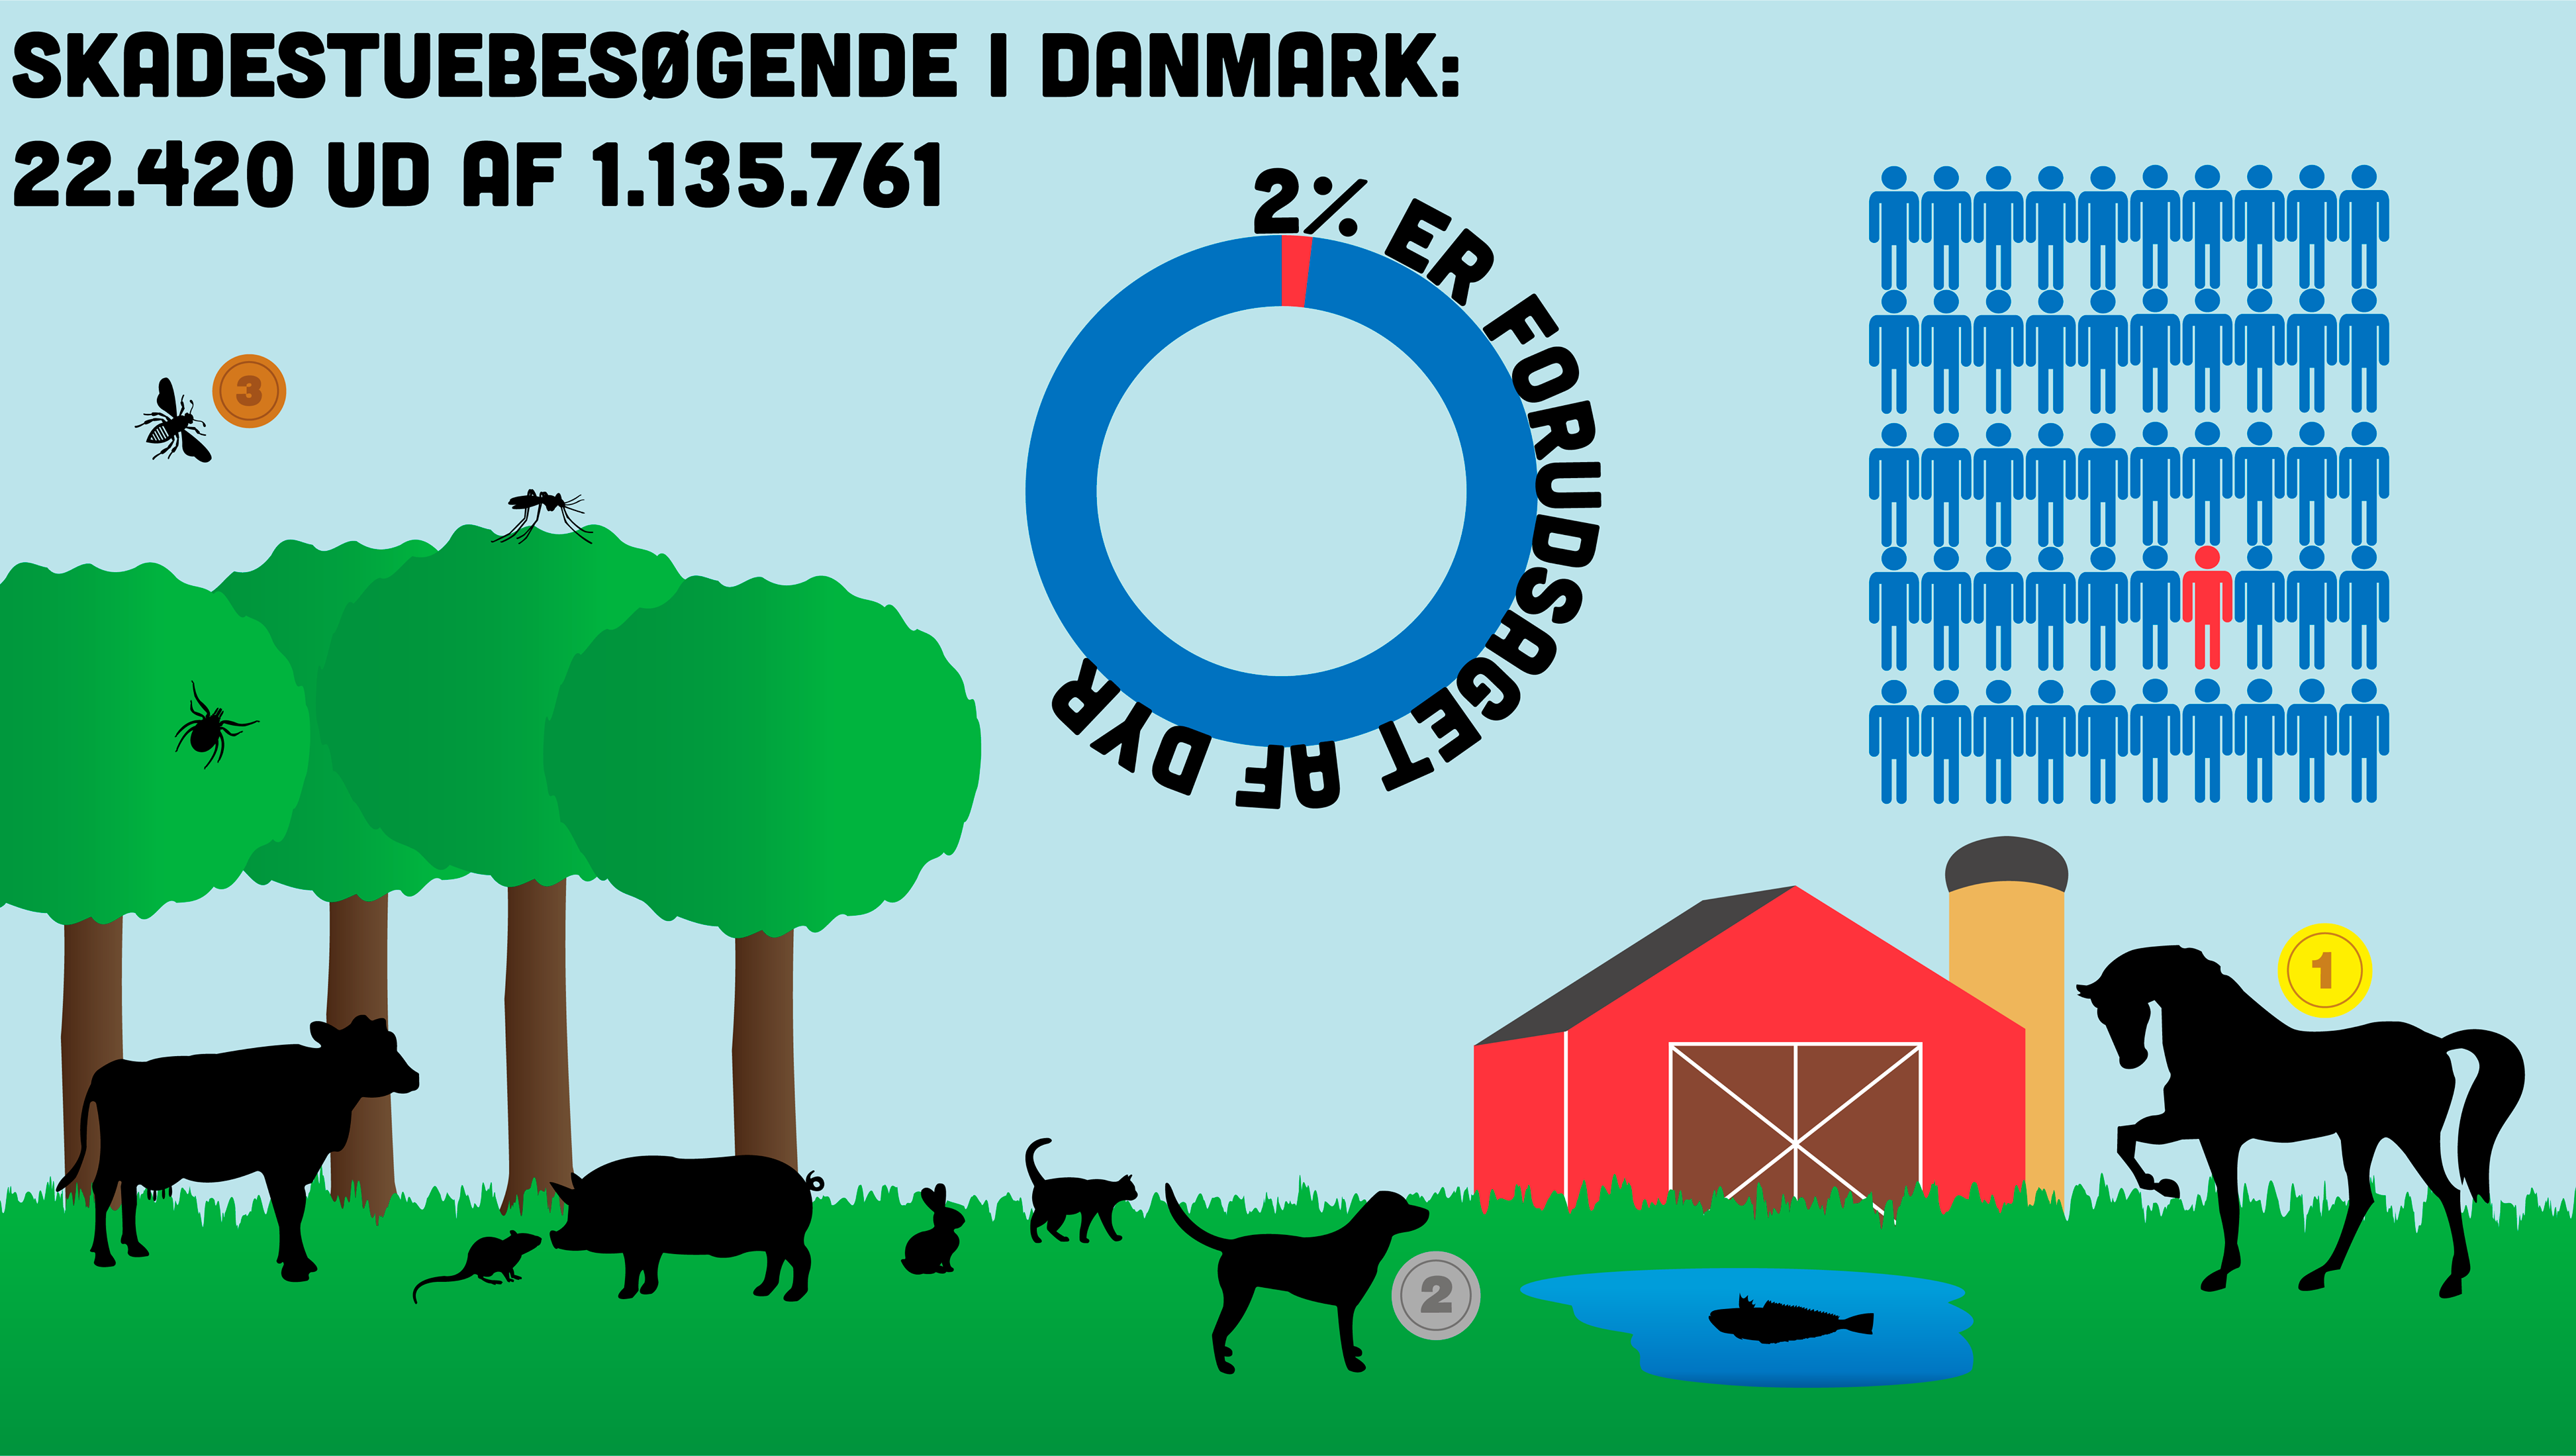 SKADESTUEBESØGENDE I DANMARK:
22.420 UD AF 1.135.761
2% ER FORUDSAGET AF DYR
3
1
2